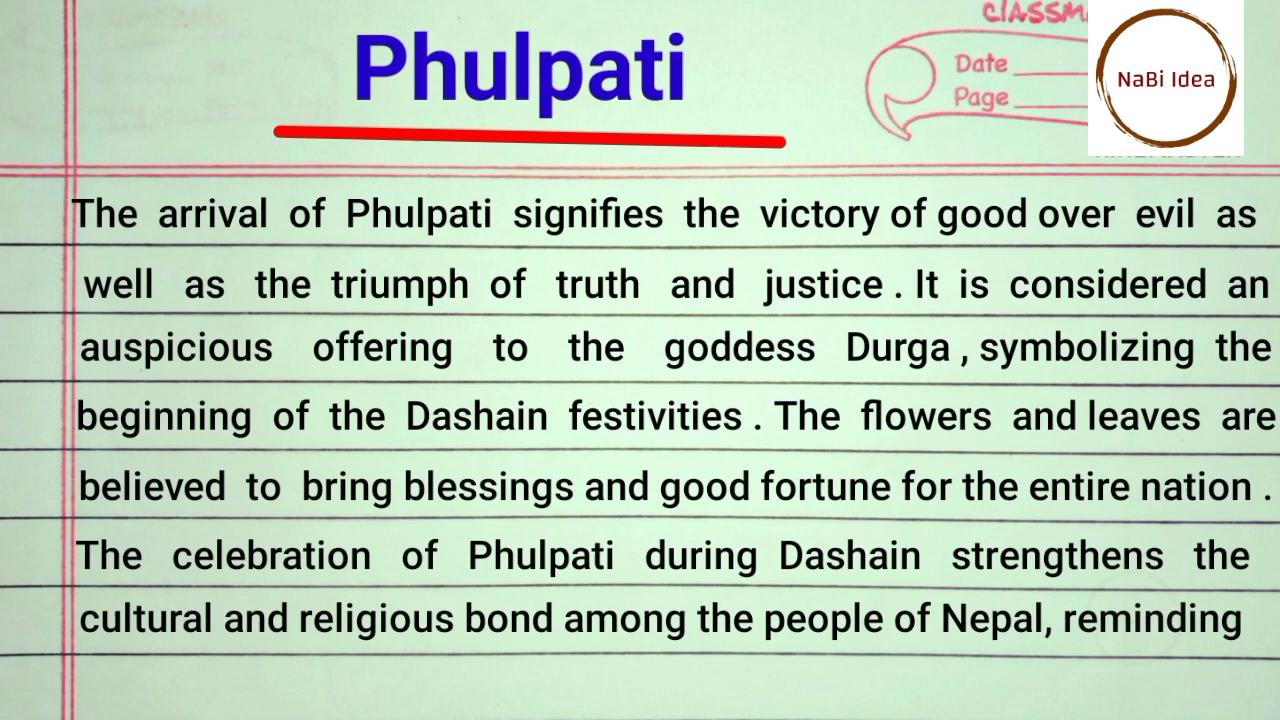 Phulpati
CLASSM
Date
Page
NaBi Idea
The arrival of Phulpati signifies the victory of good over evil as
well as the triumph of truth and justice . It is considered an
auspicious offering to the goddess Durga , symbolizing the
beginning of the Dashain festivities . The flowers and leaves are
believed to bring blessings and good fortune for the entire nation .
The celebration of Phulpati during Dashain strengthens the
cultural and religious bond among the people of Nepal, reminding